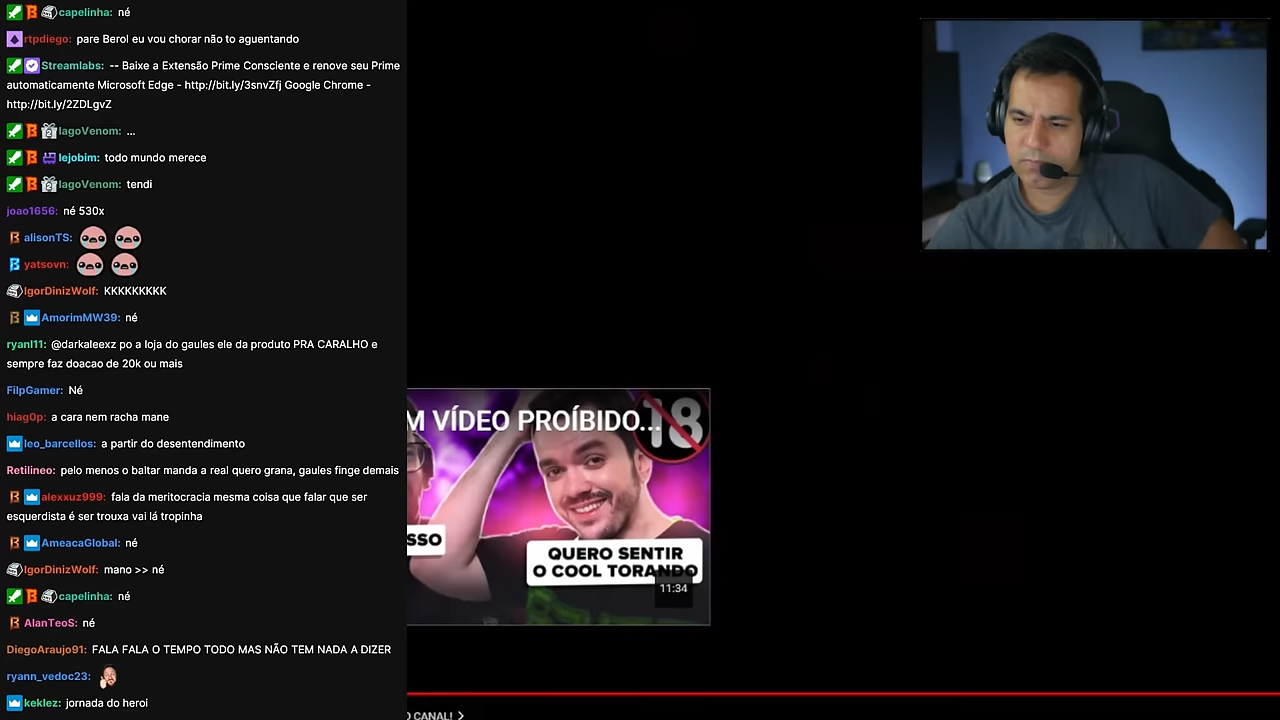 capelinha: né
rtpdiego: pare Berol eu vou chorar não to aguentando
Streamlabs: -- Baixe a Extensão Prime Consciente e renove seu Prime
automaticamente Microsoft Edge - http://bit.ly/3snvZfj Google Chrome -
http://bit.ly/2ZDLgvZ
IagoVenom: ...
lejobim: todo mundo merece
IagoVenom: tendi
joao1656: né 530x
alisonTS:
yatsovn:
IgorDinizWolf: KKKKKKKKK
AmorimMW39: né
ryanl11: @darkaleexz po a loja do gaules ele da produto PRA CARALHO e
sempre faz doacao de 20k ou mais
FilpGamer: Né
hiag0p: a cara nem racha mane
leo_barcellos: a partir do desentendimento
Retilineo: pelo menos o baltar manda a real quero grana, gaules finge demais
alexxuz999: fala da meritocracia mesma coisa que falar que ser
esquerdista é ser trouxa vai lá tropinha
AmeacaGlobal: né
IgorDinizWolf: mano >> né
capelinha: né
AlanTeoS: né
DiegoAraujo91: FALA FALA O TEMPO TODO MAS NÃO TEM NADA A DIZER
ryann_vedoc23:
keklez: jornada do heroi
M VÍDEO PROÍBIDO...
18
SSO
QUERO SENTIR
O COOL TORANDO
11:34
O CANAL! >